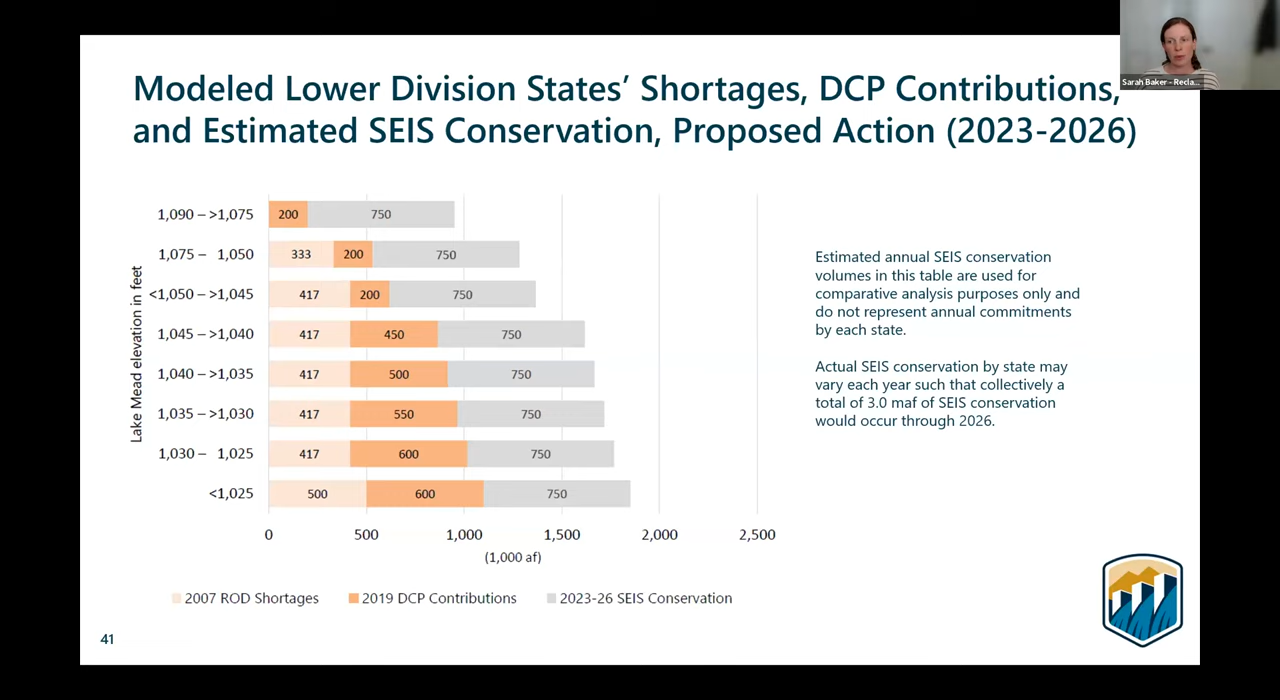 Sarah Baker - Recla...
Modeled Lower Division States’ Shortages, DCP Contributions,
and Estimated SEIS Conservation, Proposed Action (2023-2026)
Lake Mead elevation in feet
1,090 – >1,075 200 750
1,075 – 1,050 333 200 750
<1,050 – >1,045 417 200 750
1,045 – >1,040 417 450 750
1,040 – >1,035 417 500 750
1,035 – >1,030 417 550 750
1,030 – 1,025 417 600 750
<1,025 500 600 750
0 500 1,000 1,500 2,000 2,500
(1,000 af)
2007 ROD Shortages 2019 DCP Contributions 2023-26 SEIS Conservation
Estimated annual SEIS conservation
volumes in this table are used for
comparative analysis purposes only and
do not represent annual commitments
by each state.
Actual SEIS conservation by state may
vary each year such that collectively a
total of 3.0 maf of SEIS conservation
would occur through 2026.
41